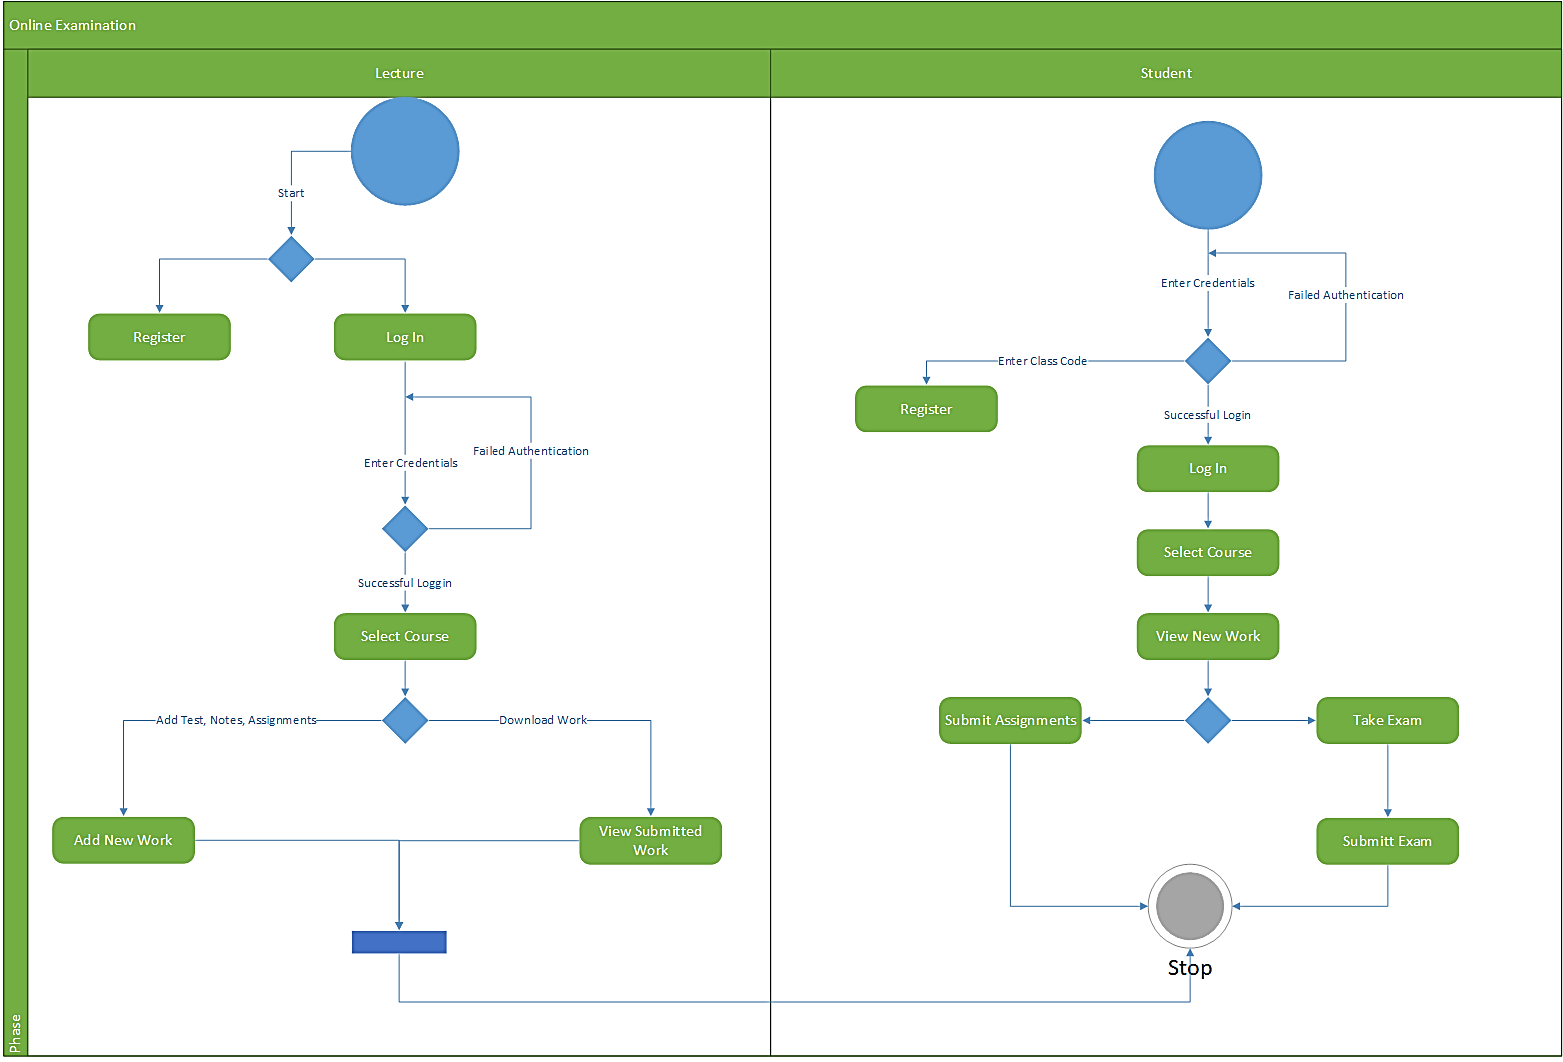 Online Examination
Lecture
Student
Start
Register
Log In
Enter Credentials
Failed Authentication
Successful Loggin
Select Course
Add Test, Notes, Assignments
Download Work
Add New Work
View Submitted
Work
Enter Credentials
Failed Authentication
Enter Class Code
Register
Successful Login
Log In
Select Course
View New Work
Submit Assignments
Take Exam
Submitt Exam
Stop
Phase